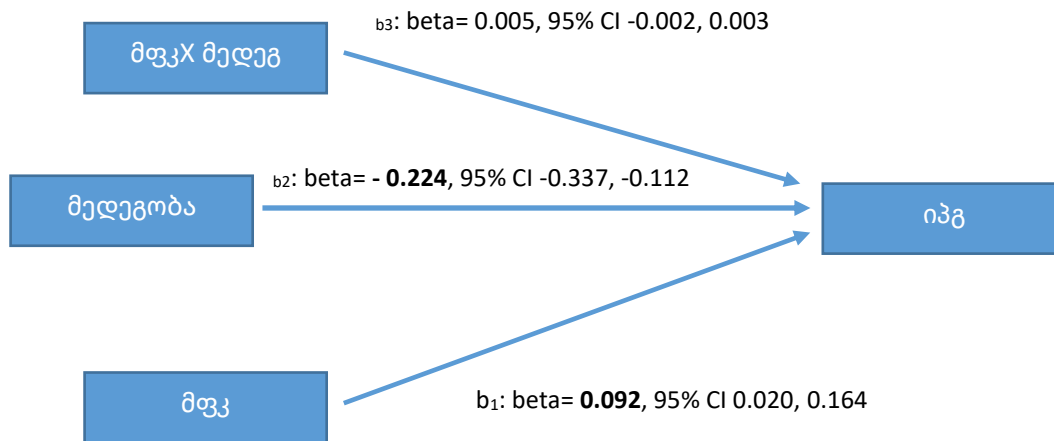 b3: beta= 0.005, 95% CI -0.002, 0.003
მფკX მედეგ
b2: beta= - 0.224, 95% CI -0.337, -0.112
მედეგობა
იპგ
b1: beta= 0.092, 95% CI 0.020, 0.164
მფკ